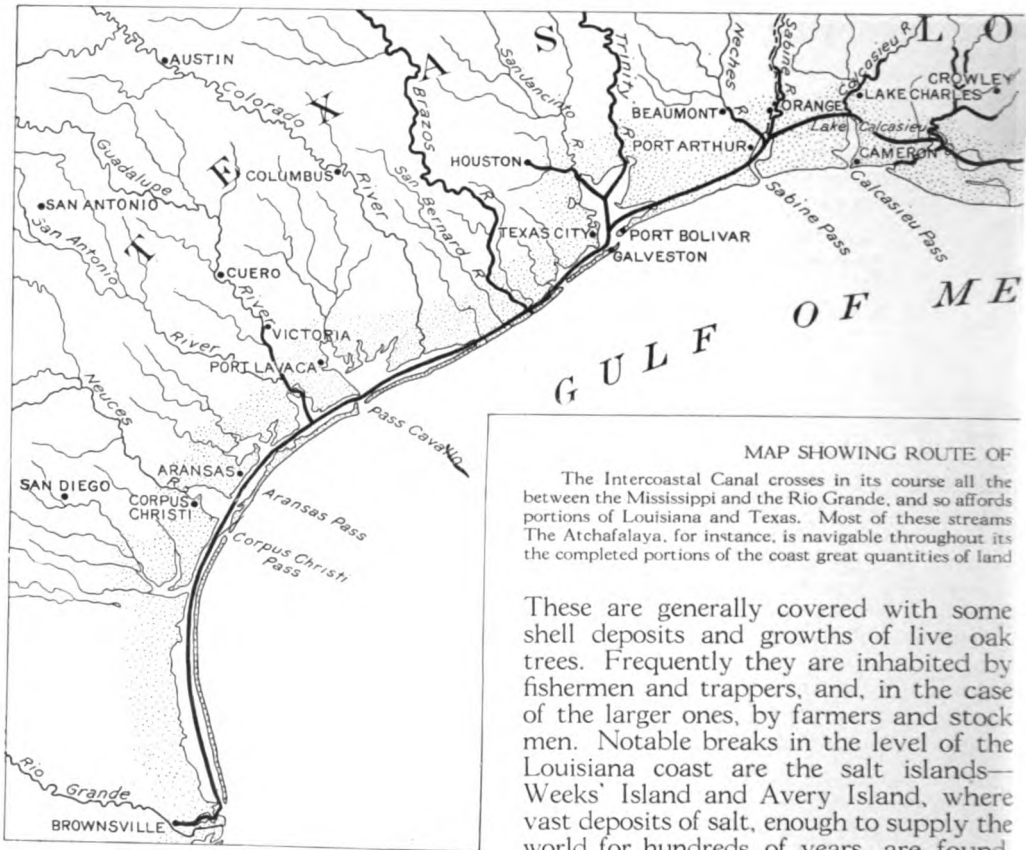 TEXAS
LO
AUSTIN
Colorado
River
Brazos
R
San Jancinto
R
Trinity
R
Neches
R
Sabine R.
Calcasieu R
CROWLEY
BEAUMONT
ORANGE
LAKE CHARLES
Lake Calcasieu
PORT ARTHUR
CAMERON
HOUSTON
Guadalupe
COLUMBUS
San Bernard
R
SAN ANTONIO
San Antonio
River
TEXAS CITY
PORT BOLIVAR
GALVESTON
Sabine Pass
Calcasieu Pass
CUERO
River
VICTORIA
PORT LAVACA
GULF OF ME
Neuces
R
Pass Cavallo
ARANSAS
SAN DIEGO
CORPUS
CHRISTI
Aransas Pass
Corpus Christi
Pass
Rio
Grande
BROWNSVILLE
MAP SHOWING ROUTE OF
The Intercoastal Canal crosses in its course all the
between the Mississippi and the Rio Grande, and so affords
portions of Louisiana and Texas. Most of these streams
The Atchafalaya, for instance, is navigable throughout its
the completed portions of the coast great quantities of land
These are generally covered with some
shell deposits and growths of live oak
trees. Frequently they are inhabited by
fishermen and trappers, and, in the case
of the larger ones, by farmers and stock
men. Notable breaks in the level of the
Louisiana coast are the salt islands—
Weeks' Island and Avery Island, where
vast deposits of salt, enough to supply the
world for hundreds of years, are found.